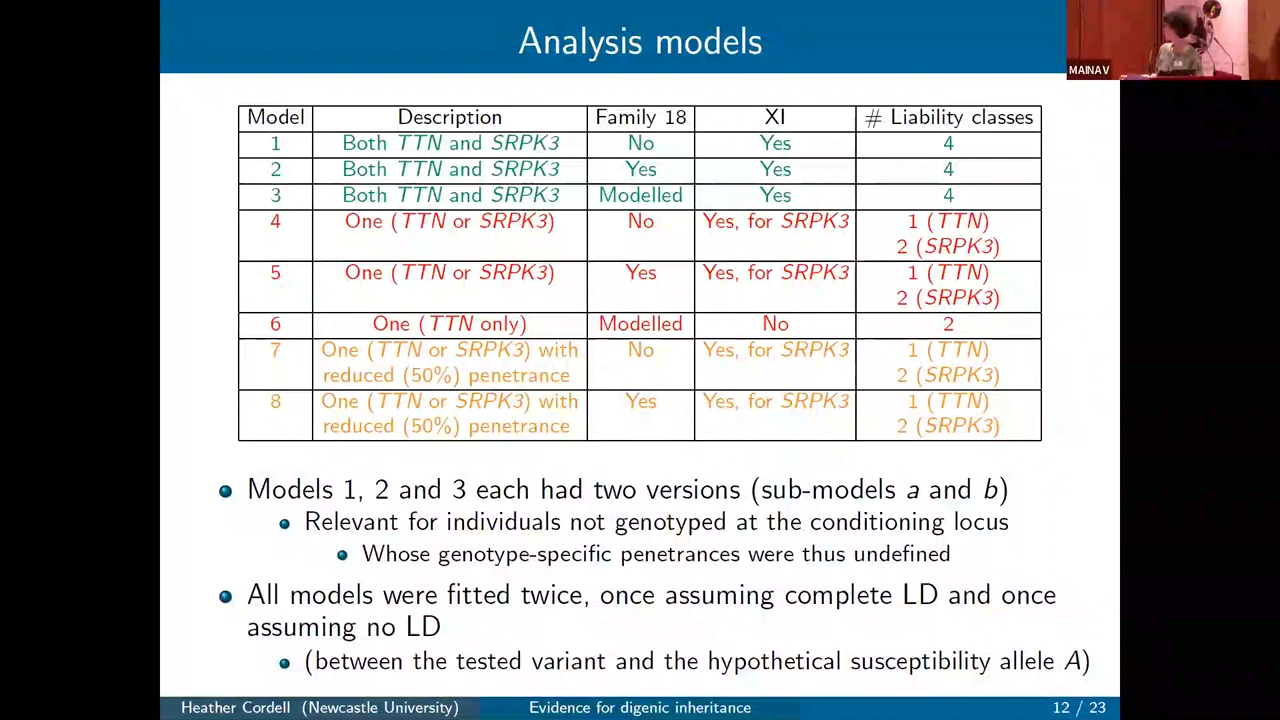 Analysis models
MAINAV
Model Description Family 18 XI # Liability classes
1 Both TTN and SRPK3 No Yes 4
2 Both TTN and SRPK3 Yes Yes 4
3 Both TTN and SRPK3 Modelled Yes 4
4 One (TTN or SRPK3) No Yes, for SRPK3 1 (TTN)
2 (SRPK3)
5 One (TTN or SRPK3) Yes Yes, for SRPK3 1 (TTN)
2 (SRPK3)
6 One (TTN only) Modelled No 2
7 One (TTN or SRPK3) with No Yes, for SRPK3 1 (TTN)
reduced (50%) penetrance 2 (SRPK3)
8 One (TTN or SRPK3) with Yes Yes, for SRPK3 1 (TTN)
reduced (50%) penetrance 2 (SRPK3)
Models 1, 2 and 3 each had two versions (sub-models a and b)
Relevant for individuals not genotyped at the conditioning locus
Whose genotype-specific penetrances were thus undefined
All models were fitted twice, once assuming complete LD and once
assuming no LD
(between the tested variant and the hypothetical susceptibility allele A)
Heather Cordell (Newcastle University) Evidence for digenic inheritance 12 / 23